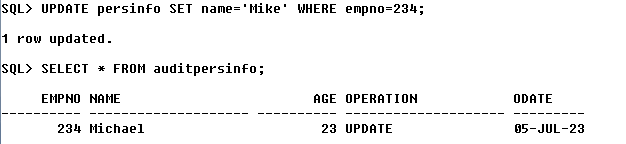 SQL> UPDATE persinfo SET name='Mike' WHERE empno=234;
1 row updated.
SQL> SELECT * FROM auditpersinfo;
     EMPNO NAME                        AGE OPERATION            ODATE
---------- -------------------- ---------- -------------------- ---------
       234 Michael                      23 UPDATE               05-JUL-23